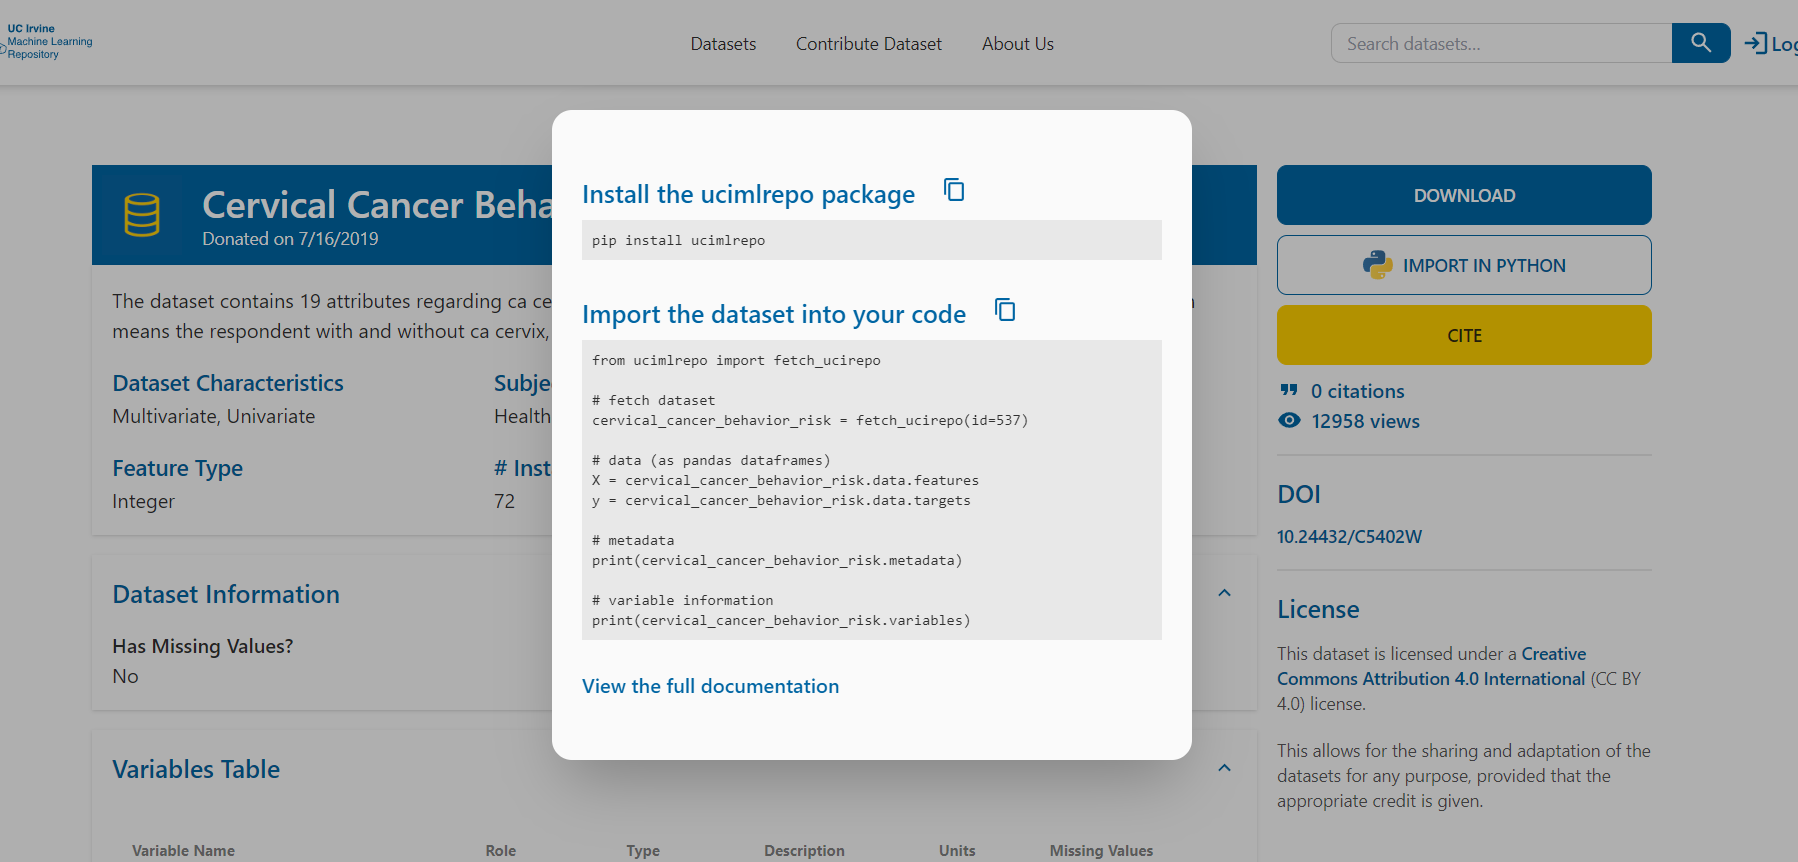 UC Irvine
Machine Learning
Repository
Datasets
Contribute Dataset
About Us
Search datasets...
Cervical Cancer
Donated on 7/16/2019
The dataset contains 19 attributes regarding ca
means the respondent with and without ca cervix,
Dataset Characteristics
Multivariate, Univariate
Health
Feature Type
Integer
# Inst
72
Dataset Information
Has Missing Values?
No
Variables Table
Variable Name Role Type Description Units Missing Values
Install the ucimlrepo package
pip install ucimlrepo
Import the dataset into your code
from ucimlrepo import fetch_ucirepo
# fetch dataset
cervical_cancer_behavior_risk = fetch_ucirepo(id=537)
# data (as pandas dataframes)
X = cervical_cancer_behavior_risk.data.features
y = cervical_cancer_behavior_risk.data.targets
# metadata
print(cervical_cancer_behavior_risk.metadata)
# variable information
print(cervical_cancer_behavior_risk.variables)
View the full documentation
DOWNLOAD
IMPORT IN PYTHON
CITE
0 citations
12958 views
DOI
10.24432/C5402W
License
This dataset is licensed under a Creative
Commons Attribution 4.0 International (CC BY
4.0) license.
This allows for the sharing and adaptation of the
datasets for any purpose, provided that the
appropriate credit is given.